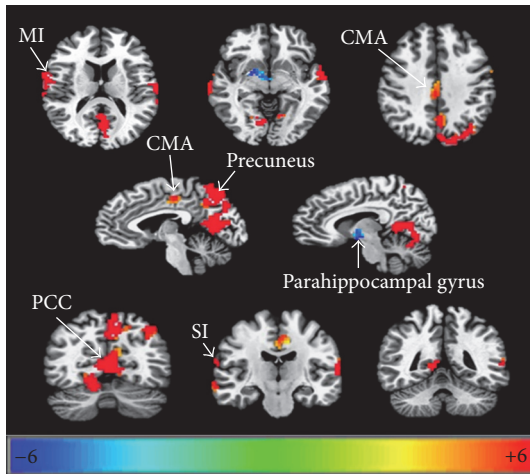 MI
CMA
CMA
Precuneus
Parahippocampal gyrus
PCC
SI
−6
+6